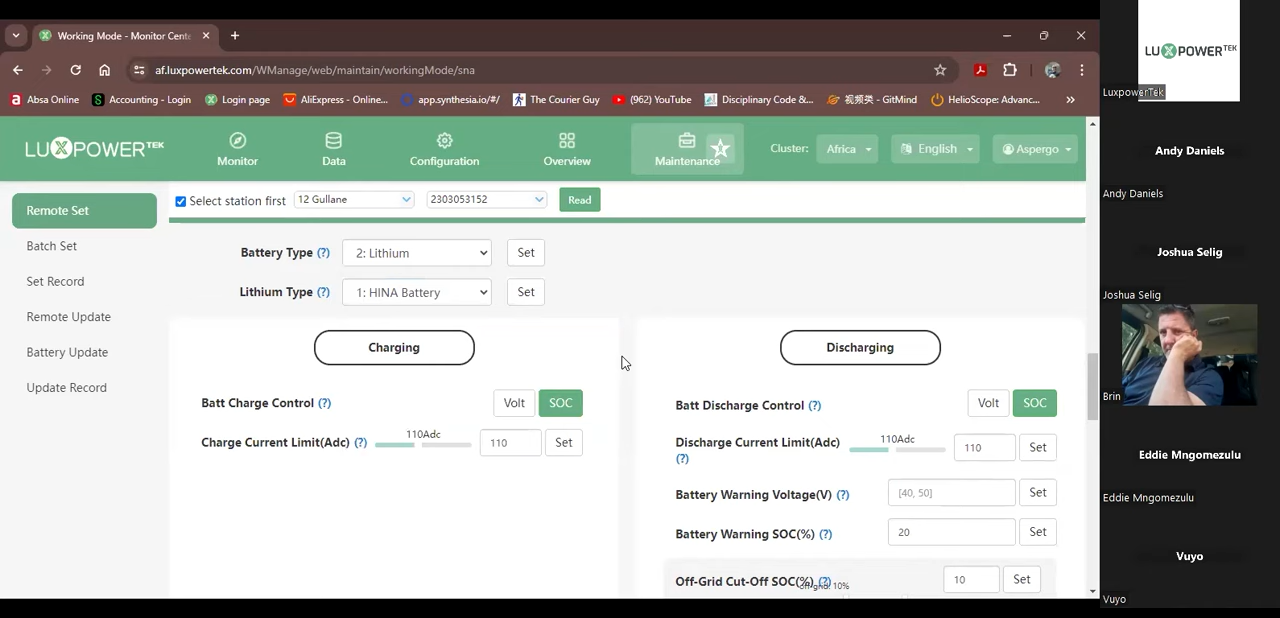 Working Mode - Monitor Cent
af.luxpowertek.com/WManage/web/maintain/workingMode/sna
Absa Online
Accounting - Login
Login page
AliExpress - Online...
app.synthesia.io/#/
The Courier Guy
(962) YouTube
Disciplinary Code &...
视频类 - GitMind
HelioScope: Advanc...
LUXPOWERTEK
Monitor
Data
Configuration
Overview
Maintenance
Cluster:
Africa
English
Aspergo
Remote Set
Batch Set
Set Record
Remote Update
Battery Update
Update Record
Select station first
12 Gullane
2303053152
Read
Battery Type (?)
2: Lithium
Set
Lithium Type (?)
1: HINA Battery
Set
Charging
Batt Charge Control (?)
Volt
SOC
Charge Current Limit(Adc) (?)
110Adc
110
Set
Discharging
Batt Discharge Control (?)
Volt
SOC
Discharge Current Limit(Adc)
(?)
110Adc
110
Set
Battery Warning Voltage(V) (?)
[40, 50]
Set
Battery Warning SOC(%) (?)
20
Set
Off-Grid Cut-Off SOC(%) (?)
Off-grid: 10%
10
Set
LUXPOWERTEK
LuxpowerTek
Andy Daniels
Andy Daniels
Joshua Selig
Joshua Selig
Brin
Eddie Mngomezulu
Eddie Mngomezulu
Vuyo
Vuyo